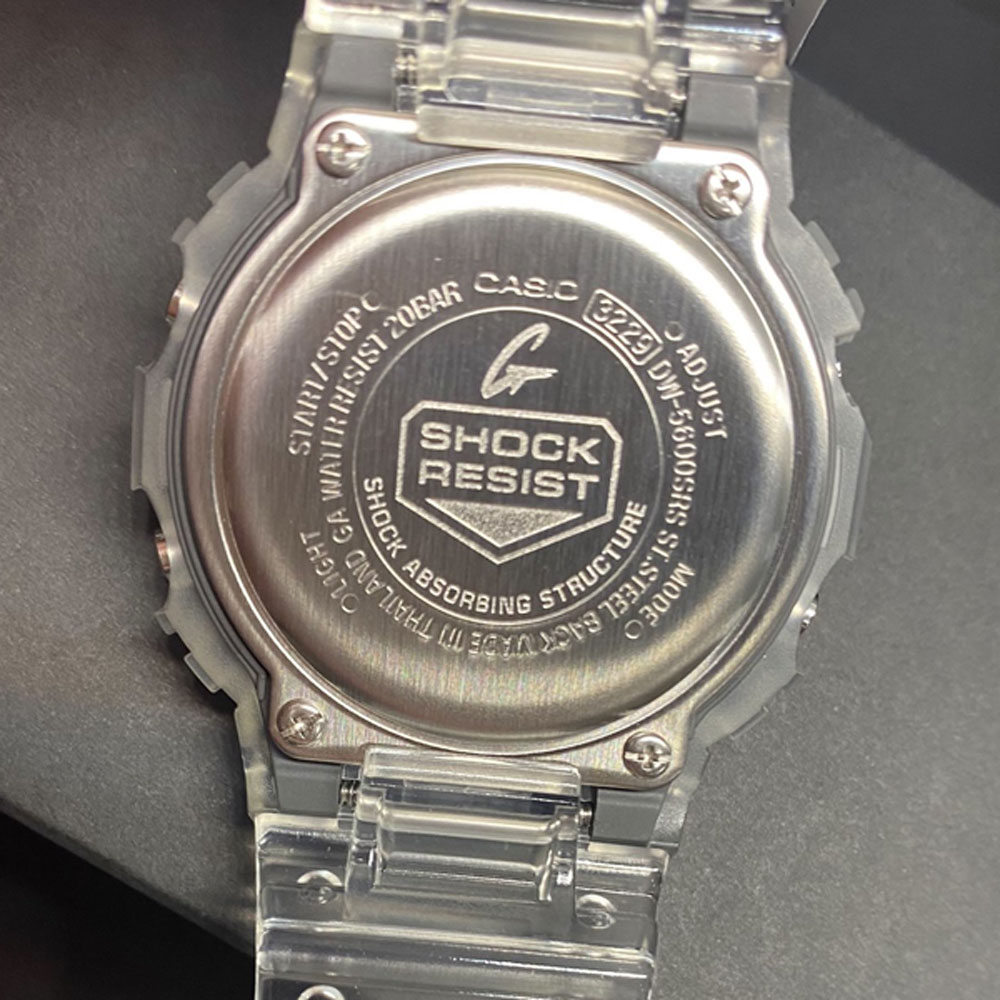 START/STOP
ADJUST
LIGHT
MODE
CASIO 3229 DW-5600SRS ST.STEEL BACK MADE IN THAILAND GA WATER RESIST 20BAR
G
SHOCK
RESIST
SHOCK ABSORBING STRUCTURE